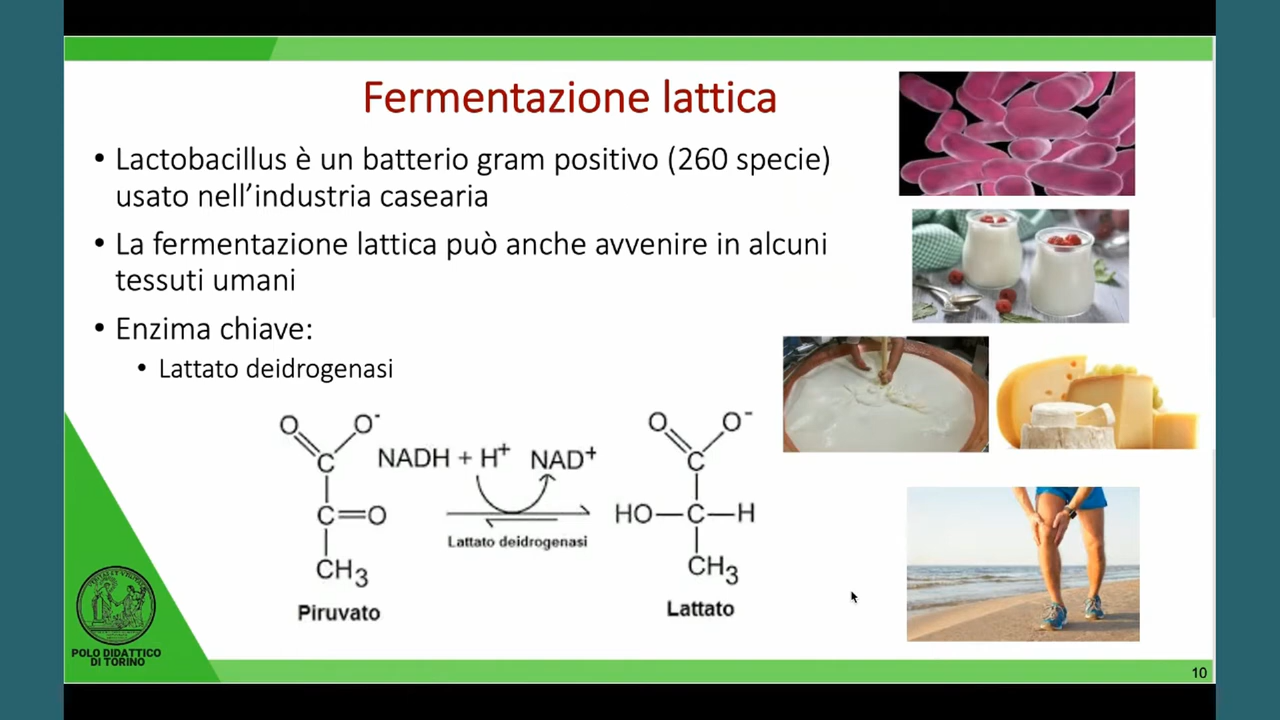 Fermentazione lattica
• Lactobacillus è un batterio gram positivo (260 specie)
usato nell'industria casearia
• La fermentazione lattica può anche avvenire in alcuni
tessuti umani
• Enzima chiave:
• Lattato deidrogenasi
O O⁻
C
C=O
CH₃
Piruvato
NADH + H⁺ NAD⁺
Lattato deidrogenasi
O O⁻
C
HO—C—H
CH₃
Lattato
POLO DIDATTICO
DI TORINO
10